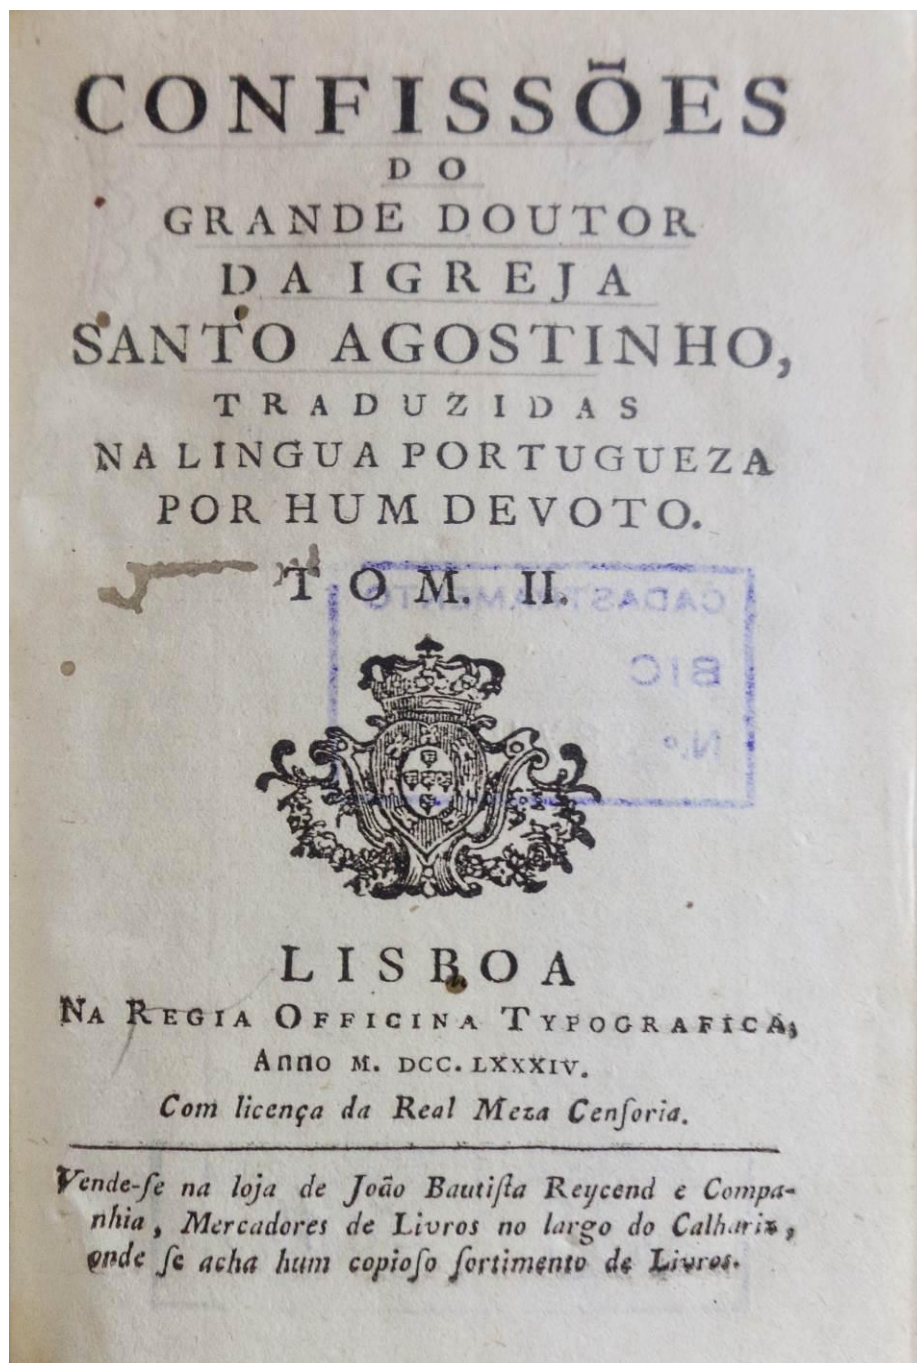 CONFISSÕES
DO
GRANDE DOUTOR
DA IGREJA
SANTO AGOSTINHO,
TRADUZIDAS
NA LINGUA PORTUGUEZA
POR HUM DEVOTO.
TOM. II.
CADASTRAMENTO
BIC
N.º
LISBOA
NA REGIA OFFICINA TYPOGRAFICA,
Anno M. DCC. LXXXIV.
Com licença da Real Meza Cenſoria.
Vende-ſe na loja de João Bautiſta Reycend e Compa-
nhia, Mercadores de Livros no largo do Calhariz,
onde ſe acha hum copioſo ſortimento de Livros.